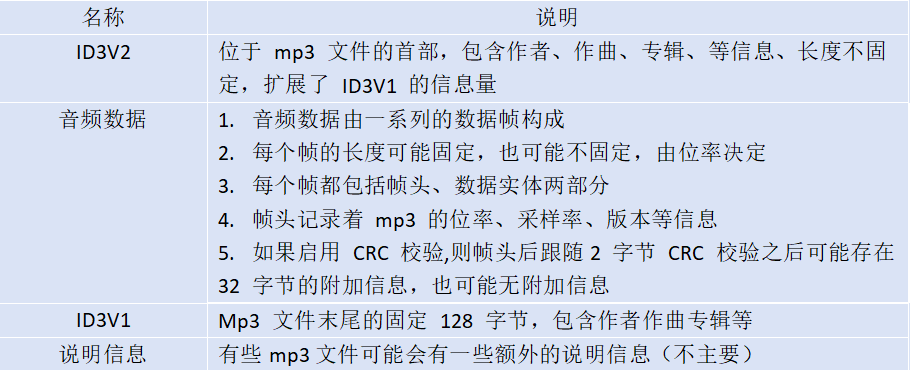 名称 说明
ID3V2 位于 mp3 文件的首部，包含作者、作曲、专辑、等信息、长度不固
定，扩展了 ID3V1 的信息量
音频数据 1. 音频数据由一系列的数据帧构成
2. 每个帧的长度可能固定，也可能不固定，由位率决定
3. 每个帧都包括帧头、数据实体两部分
4. 帧头记录着 mp3 的位率、采样率、版本等信息
5. 如果启用 CRC 校验,则帧头后跟随2 字节 CRC 校验之后可能存在
32 字节的附加信息，也可能无附加信息
ID3V1 Mp3 文件末尾的固定 128 字节，包含作者作曲专辑等
说明信息 有些mp3文件可能会有一些额外的说明信息（不主要）